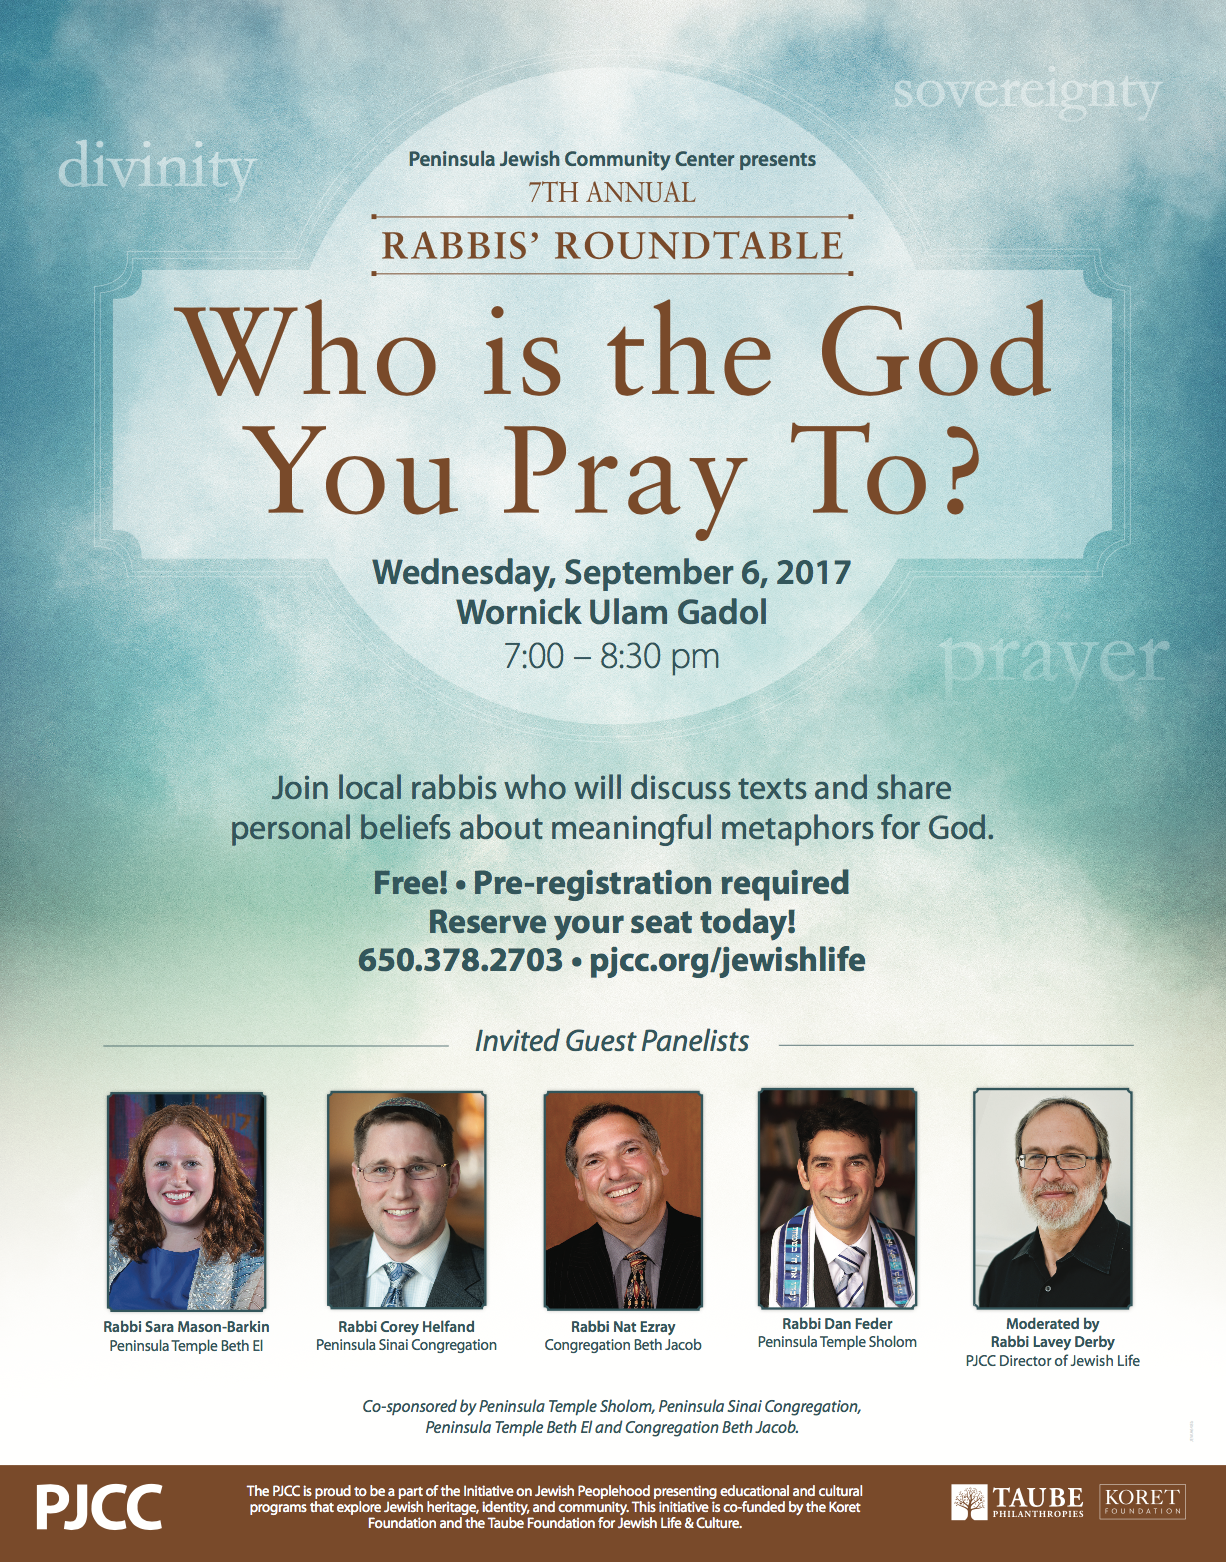 sovereignty
divinity
Peninsula Jewish Community Center presents
7TH ANNUAL
RABBIS' ROUNDTABLE
Who is the God
You Pray To?
Wednesday, September 6, 2017
Wornick Ulam Gadol
7:00 – 8:30 pm
prayer
Join local rabbis who will discuss texts and share
personal beliefs about meaningful metaphors for God.
Free! • Pre-registration required
Reserve your seat today!
650.378.2703 • pjcc.org/jewishlife
Invited Guest Panelists
Rabbi Sara Mason-Barkin
Peninsula Temple Beth El
Rabbi Corey Helfand
Peninsula Sinai Congregation
Rabbi Nat Ezray
Congregation Beth Jacob
Rabbi Dan Feder
Peninsula Temple Sholom
Moderated by
Rabbi Lavey Derby
PJCC Director of Jewish Life
Co-sponsored by Peninsula Temple Sholom, Peninsula Sinai Congregation,
Peninsula Temple Beth El and Congregation Beth Jacob.
PJCC
The PJCC is proud to be a part of the Initiative on Jewish Peoplehood presenting educational and cultural
programs that explore Jewish heritage, identity, and community. This initiative is co-funded by the Koret
Foundation and the Taube Foundation for Jewish Life & Culture.
TAUBE
PHILANTHROPIES
KORET
FOUNDATION